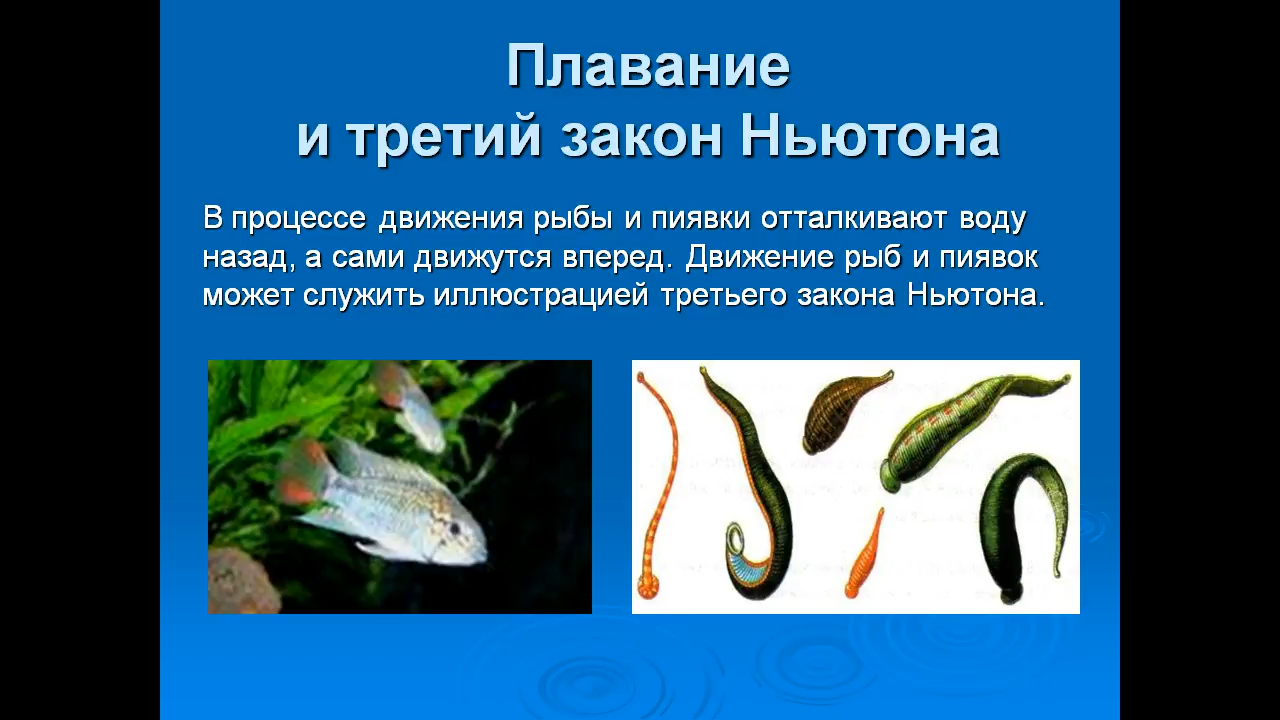 Плавание
и третий закон Ньютона
В процессе движения рыбы и пиявки отталкивают воду
назад, а сами движутся вперед. Движение рыб и пиявок
может служить иллюстрацией третьего закона Ньютона.